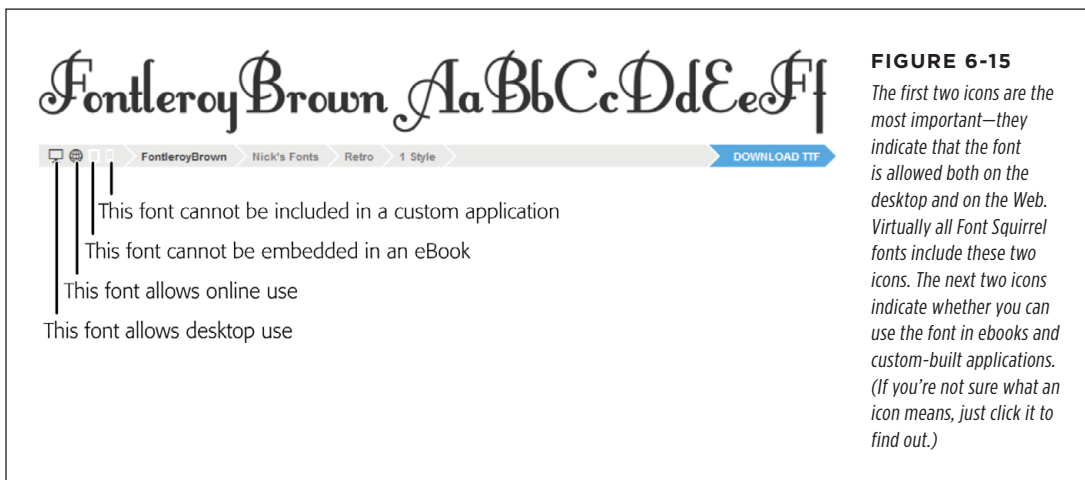 FontleroyBrown AaBbCcDdEeFf
FontleroyBrown Nick's Fonts Retro 1 Style DOWNLOAD TTF
This font cannot be included in a custom application
This font cannot be embedded in an eBook
This font allows online use
This font allows desktop use
FIGURE 6-15
The first two icons are the
most important—they
indicate that the font
is allowed both on the
desktop and on the Web.
Virtually all Font Squirrel
fonts include these two
icons. The next two icons
indicate whether you can
use the font in ebooks and
custom-built applications.
(If you're not sure what an
icon means, just click it to
find out.)